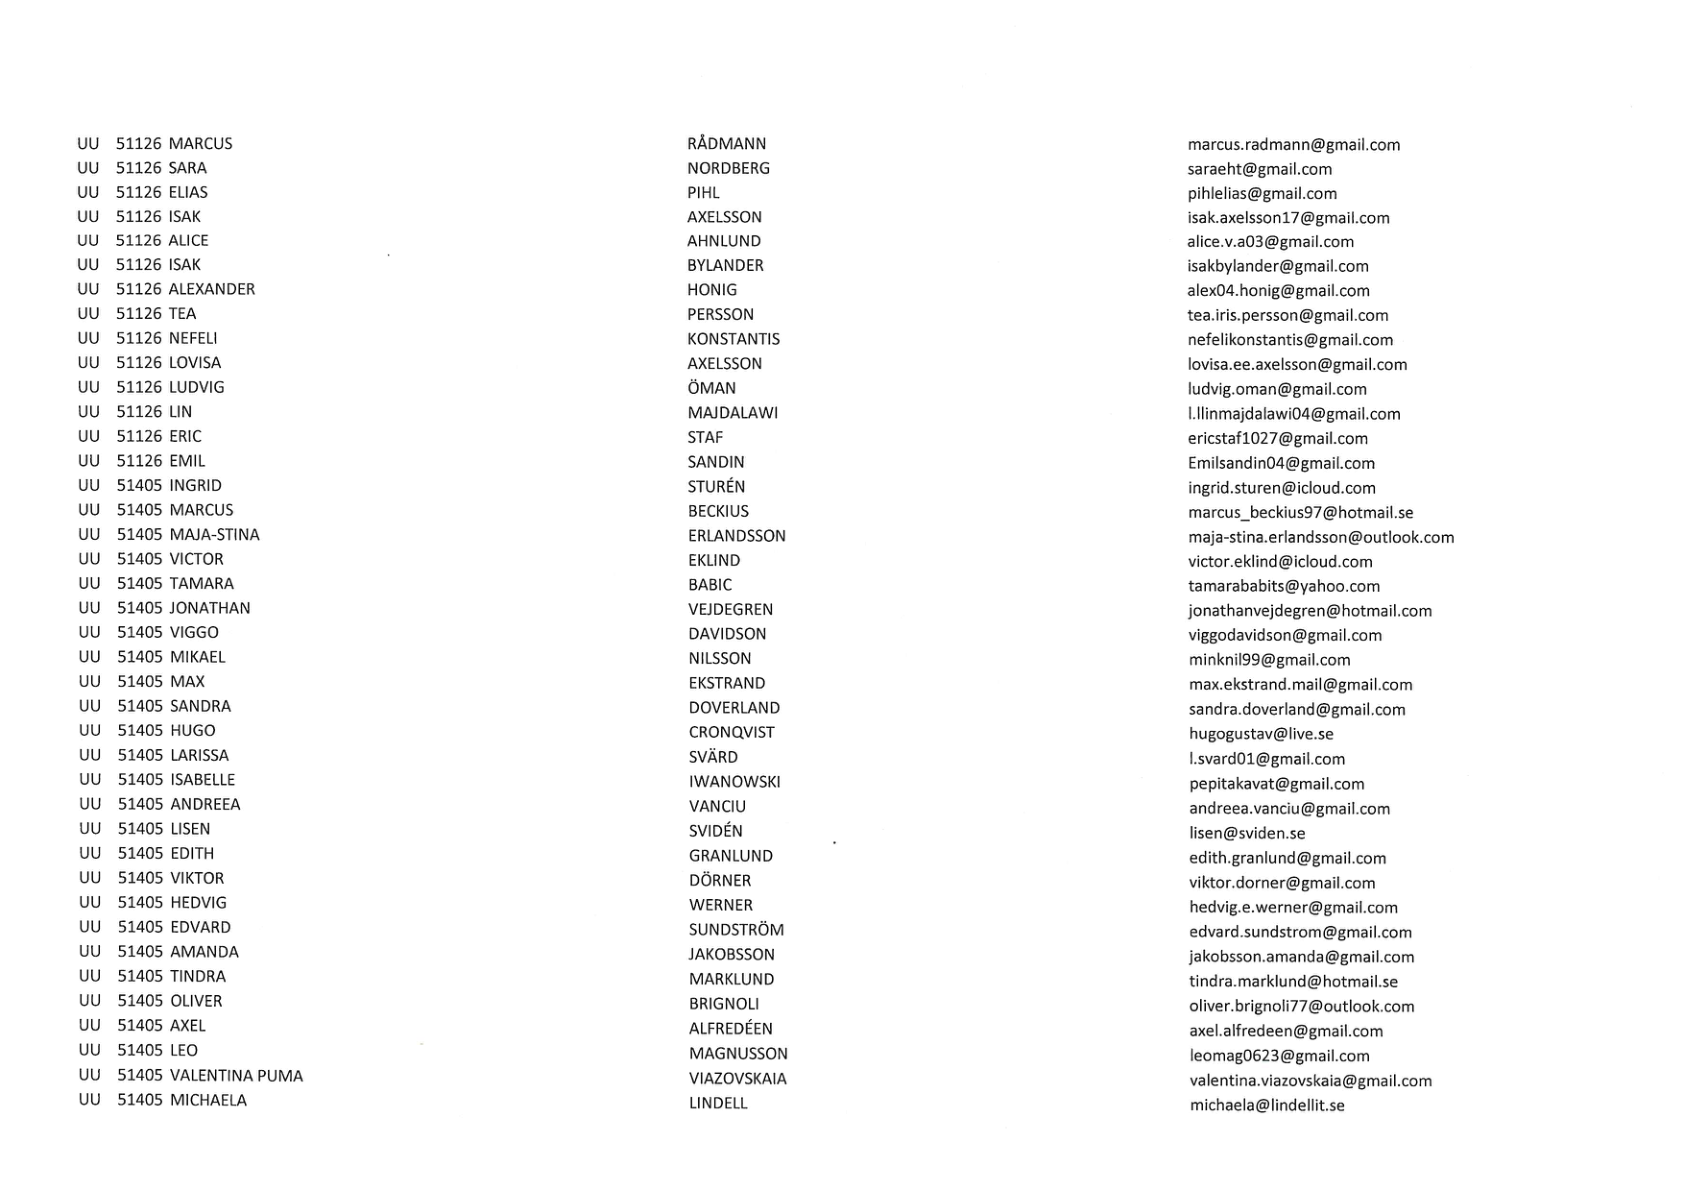 UU 51126 MARCUS RÅDMANN marcus.radmann@gmail.com
UU 51126 SARA NORDBERG saraeht@gmail.com
UU 51126 ELIAS PIHL pihlelias@gmail.com
UU 51126 ISAK AXELSSON isak.axelsson17@gmail.com
UU 51126 ALICE AHNLUND alice.v.a03@gmail.com
UU 51126 ISAK BYLANDER isakbylander@gmail.com
UU 51126 ALEXANDER HONIG alex04.honig@gmail.com
UU 51126 TEA PERSSON tea.iris.persson@gmail.com
UU 51126 NEFELI KONSTANTIS nefelikonstantis@gmail.com
UU 51126 LOVISA AXELSSON lovisa.ee.axelsson@gmail.com
UU 51126 LUDVIG ÖMAN ludvig.oman@gmail.com
UU 51126 LIN MAJDALAWI l.llinmajdalawi04@gmail.com
UU 51126 ERIC STAF ericstaf1027@gmail.com
UU 51126 EMIL SANDIN Emilsandin04@gmail.com
UU 51405 INGRID STURÉN ingrid.sturen@icloud.com
UU 51405 MARCUS BECKIUS marcus_beckius97@hotmail.se
UU 51405 MAJA-STINA ERLANDSSON maja-stina.erlandsson@outlook.com
UU 51405 VICTOR EKLIND victor.eklind@icloud.com
UU 51405 TAMARA BABIC tamarababits@yahoo.com
UU 51405 JONATHAN VEJDEGREN jonathanvejdegren@hotmail.com
UU 51405 VIGGO DAVIDSON viggodavidson@gmail.com
UU 51405 MIKAEL NILSSON minknil99@gmail.com
UU 51405 MAX EKSTRAND max.ekstrand.mail@gmail.com
UU 51405 SANDRA DOVERLAND sandra.doverland@gmail.com
UU 51405 HUGO CRONQVIST hugogustav@live.se
UU 51405 LARISSA SVÄRD l.svard01@gmail.com
UU 51405 ISABELLE IWANOWSKI pepitakavat@gmail.com
UU 51405 ANDREEA VANCIU andreea.vanciu@gmail.com
UU 51405 LISEN SVIDÉN lisen@sviden.se
UU 51405 EDITH GRANLUND edith.granlund@gmail.com
UU 51405 VIKTOR DÖRNER viktor.dorner@gmail.com
UU 51405 HEDVIG WERNER hedvig.e.werner@gmail.com
UU 51405 EDVARD SUNDSTRÖM edvard.sundstrom@gmail.com
UU 51405 AMANDA JAKOBSSON jakobsson.amanda@gmail.com
UU 51405 TINDRA MARKLUND tindra.marklund@hotmail.se
UU 51405 OLIVER BRIGNOLI oliver.brignoli77@outlook.com
UU 51405 AXEL ALFREDÉEN axel.alfredeen@gmail.com
UU 51405 LEO MAGNUSSON leomag0623@gmail.com
UU 51405 VALENTINA PUMA VIAZOVSKAIA valentina.viazovskaia@gmail.com
UU 51405 MICHAELA LINDELL michaela@lindellit.se